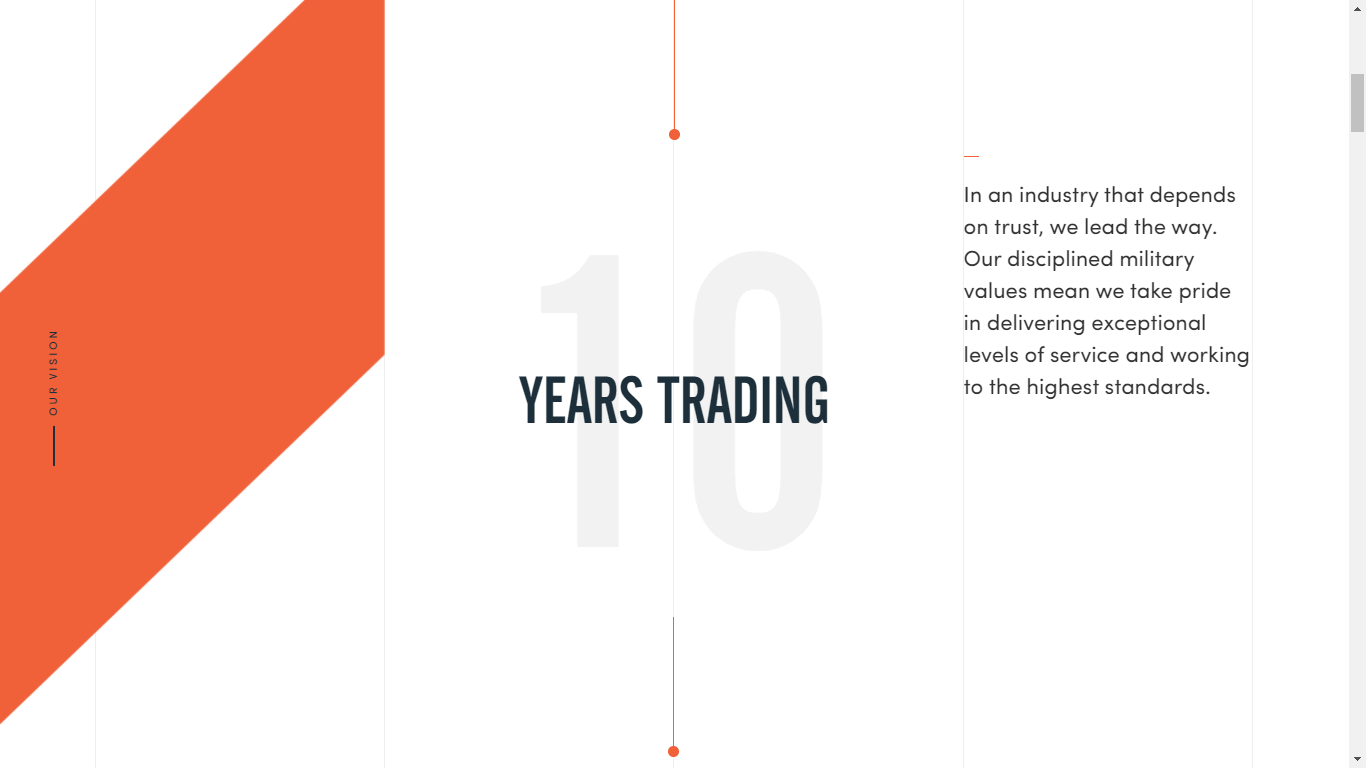 OUR VISION
10
YEARS TRADING
In an industry that depends
on trust, we lead the way.
Our disciplined military
values mean we take pride
in delivering exceptional
levels of service and working
to the highest standards.